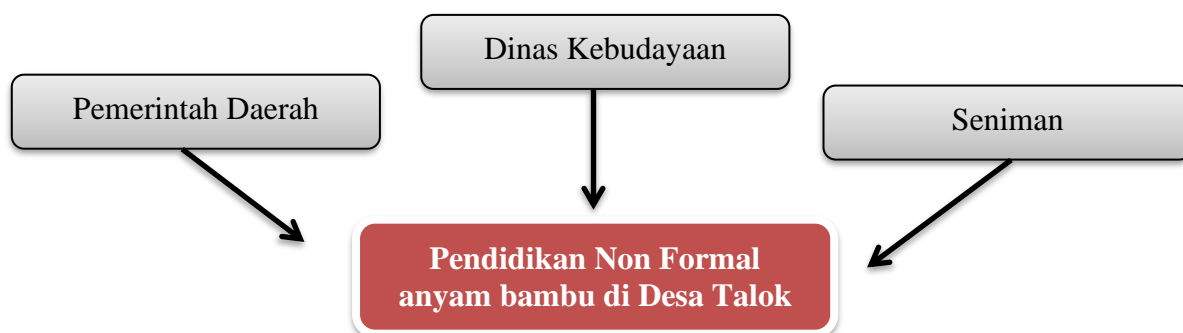 Dinas Kebudayaan
Pemerintah Daerah
Seniman
Pendidikan Non Formal
anyam bambu di Desa Talok